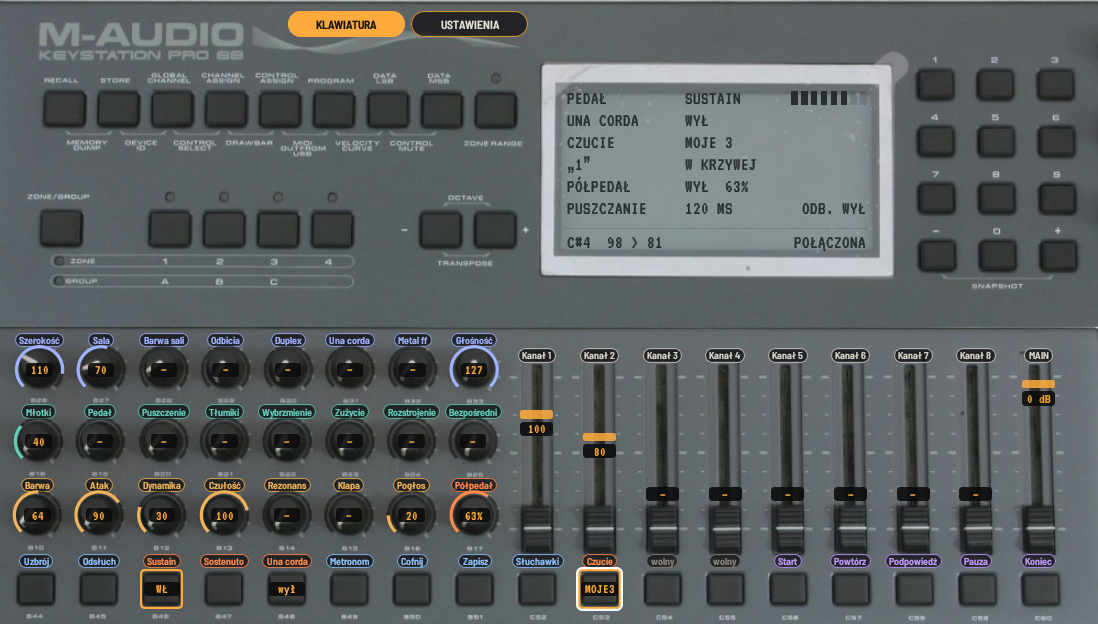 M-AUDIO
KEYSTATION PRO 88
KLAWIATURA
USTAWIENIA
RECALL STORE GLOBAL CHANNEL CHANNEL ASSIGN CONTROL ASSIGN PROGRAM DATA LSB DATA MSB
MEMORY DUMP DEVICE ID CONTROL SELECT DRAWBAR MIDI OUT FROM USB VELOCITY CURVE CONTROL MUTE ZONE RANGE
ZONE/GROUP
OCTAVE
- +
ZONE 1 2 3 4
TRANSPOSE
GROUP A B C
PEDAŁ SUSTAIN
UNA CORDA WYŁ
CZUCIE MOJE 3
„1” W KRZYWEJ
PÓŁPEDAŁ WYŁ 63%
PUSZCZANIE 120 MS ODB. WYŁ
C#4 98 > 81 POŁĄCZONA
1 2 3
4 5 6
7 8 9
- 0 +
SNAPSHOT
Szerokość Sala Barwa sali Odbicia Duplex Una corda Metal ff Głośność
110 70 - - - - - 127
B26 B27 B28 B29 B30 B31 B32 B33
Młotki Pedał Puszczenie Tłumiki Wybrzmienie Zużycie Rozstrojenie Bezpośredni
40 - - - - - - -
B18 B19 B20 B21 B22 B23 B24 B25
Barwa Atak Dynamika Czułość Rezonans Klapa Pogłos Półpedał
64 90 30 100 - - 20 63%
B10 B11 B12 B13 B14 B15 B16 B17
Kanał 1 Kanał 2 Kanał 3 Kanał 4 Kanał 5 Kanał 6 Kanał 7 Kanał 8 MAIN
100 80 - - - - - - 0 dB
Uzbrój Odsłuch Sustain Sostenuto Una corda Metronom Cofnij Zapisz Słuchawki Czucie wolny wolny Start Powtórz Podpowiedź Pauza Koniec
WŁ wył MOJE3
B44 B45 B46 B47 B48 B49 B50 B51 C52 C53 C54 C55 C56 C57 C58 C59 C60